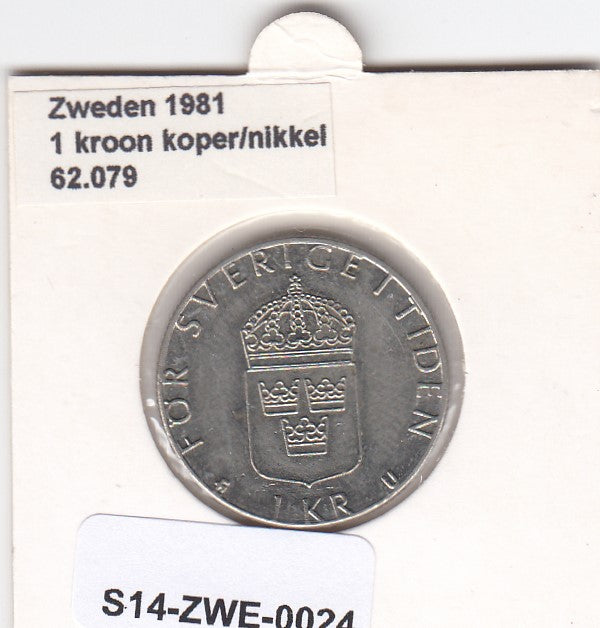 Zweden 1981
1 kroon koper/nikkel
62.079
FÖR SVERIGE I TIDEN
1 KR
U
S14-ZWE-0024